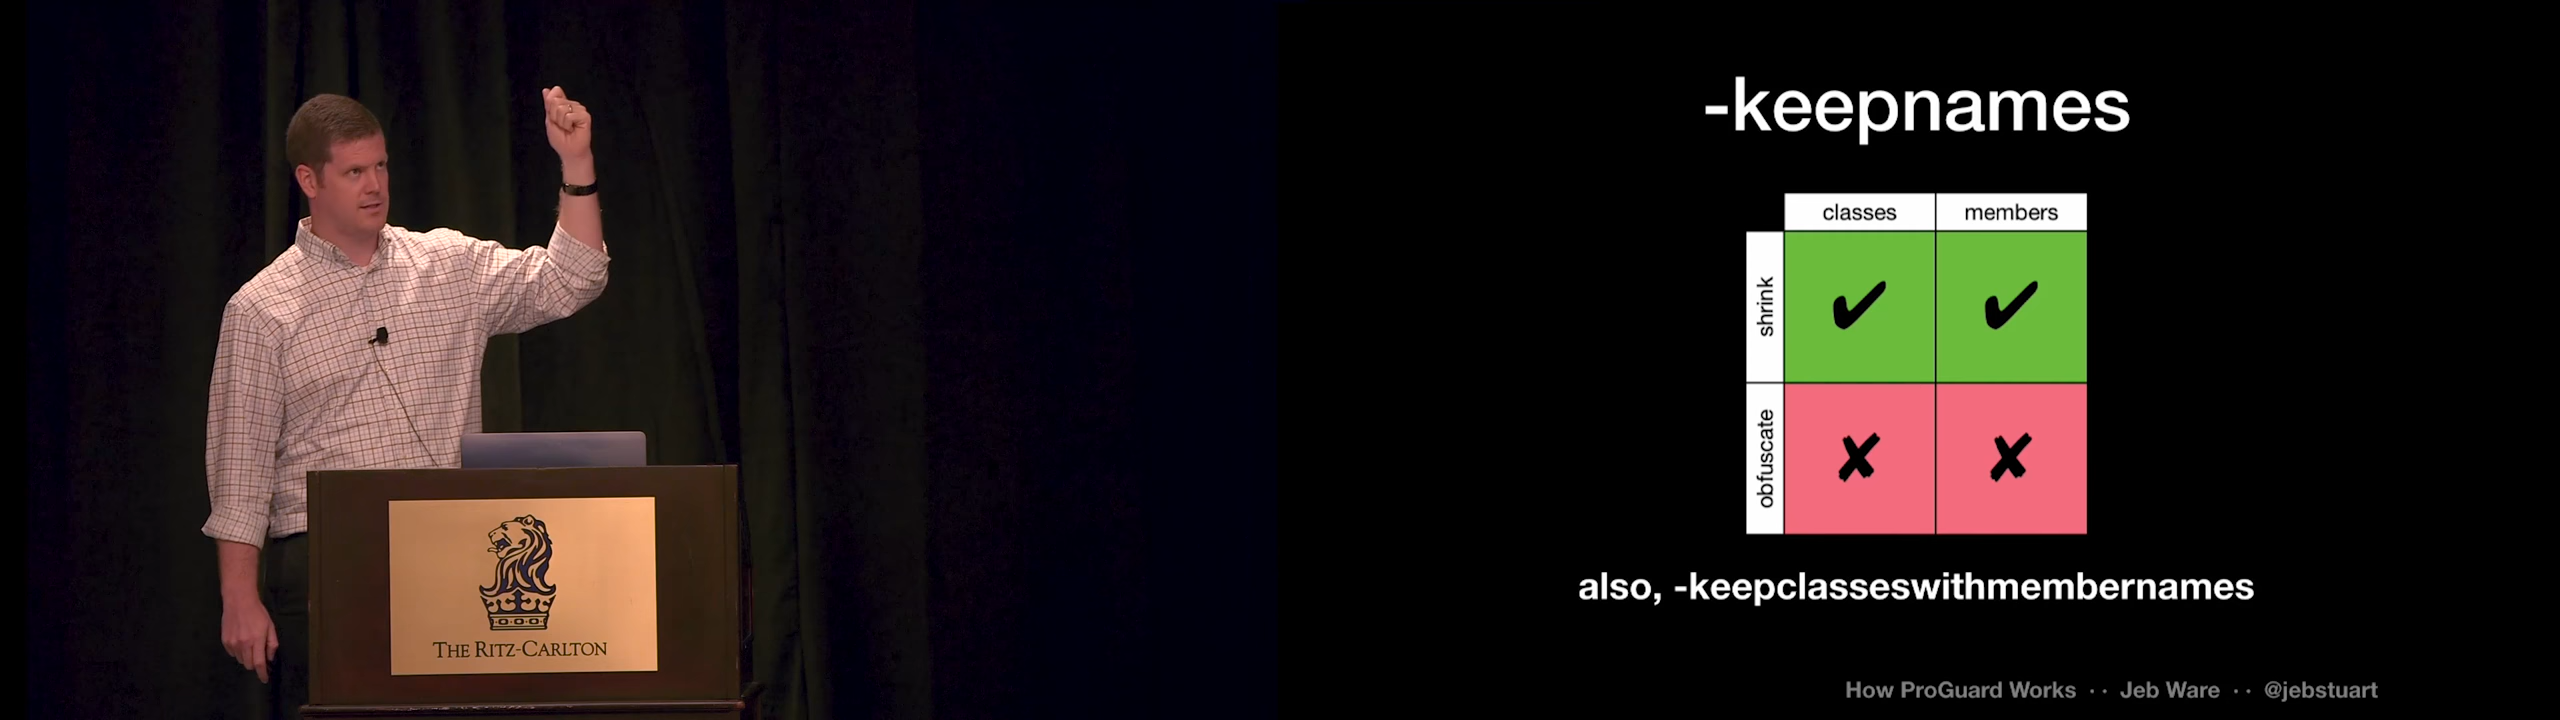 THE RITZ-CARLTON
-keepnames
classes members
shrink
obfuscate
also, -keepclasseswithmembernames
How ProGuard Works ·· Jeb Ware ·· @jebstuart